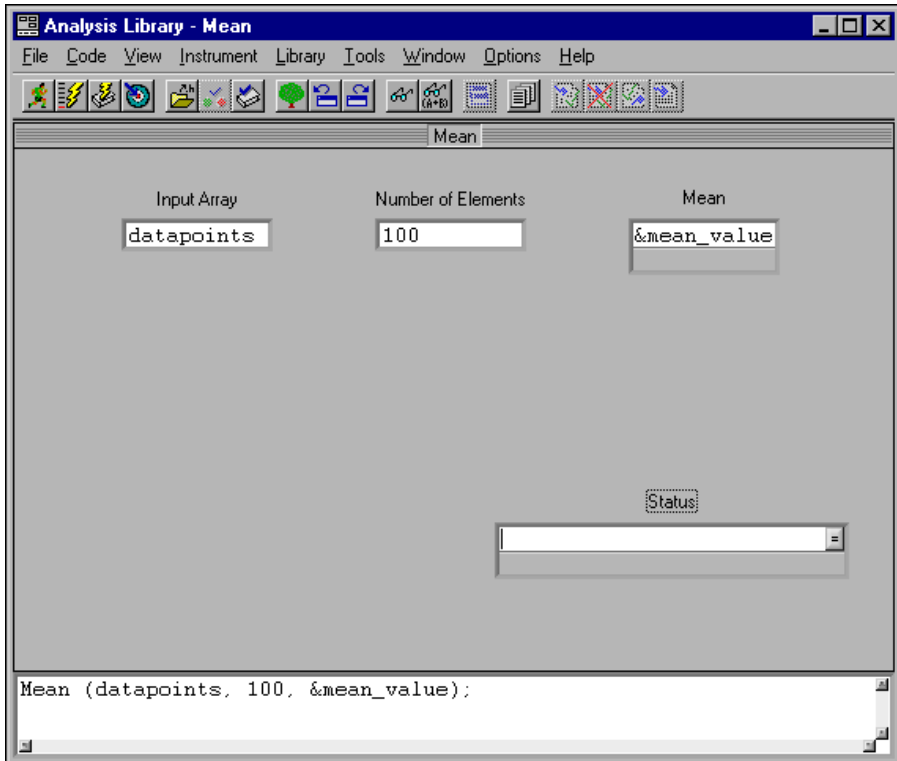 Analysis Library - Mean
File Code View Instrument Library Tools Window Options Help
(A+B)
Mean
Input Array Number of Elements Mean
datapoints 100 &mean_value
Status
=
Mean (datapoints, 100, &mean_value);